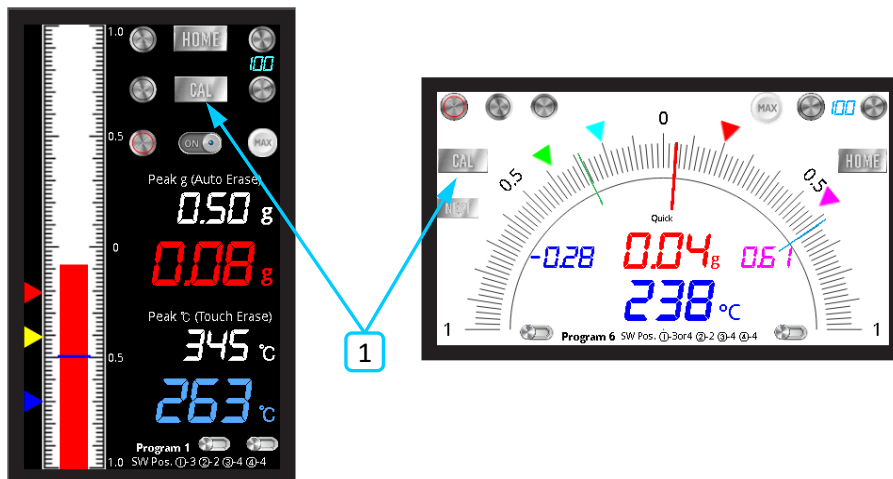 1.0
HOME
100
CAL
0.5
ON
MAX
Peak g (Auto Erase)
0.50 g
0
0.08 g
Peak ℃ (Touch Erase)
345 ℃
0.5
263 ℃
Program 1
1.0 SW Pos. ①-3 ②-2 ③-4 ④-4
1
MAX
100
0
CAL
HOME
0.5
0.5
NEXT
Quick
-0.28
0.04 g
0.61
238 °C
1
1
Program 6 SW Pos. ①-3or4 ②-2 ③-4 ④-4